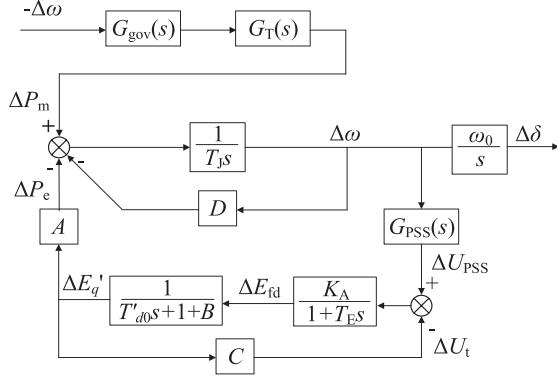 -Δω
G_gov(s)
G_T(s)
ΔP_m
+
1/(T_J s)
Δω
ω_0/s
Δδ
-
-
ΔP_e
D
A
G_PSS(s)
ΔU_PSS
ΔE_q'
1/(T'_d0 s+1+B)
ΔE_fd
K_A/(1+T_E s)
+
-
ΔU_t
C